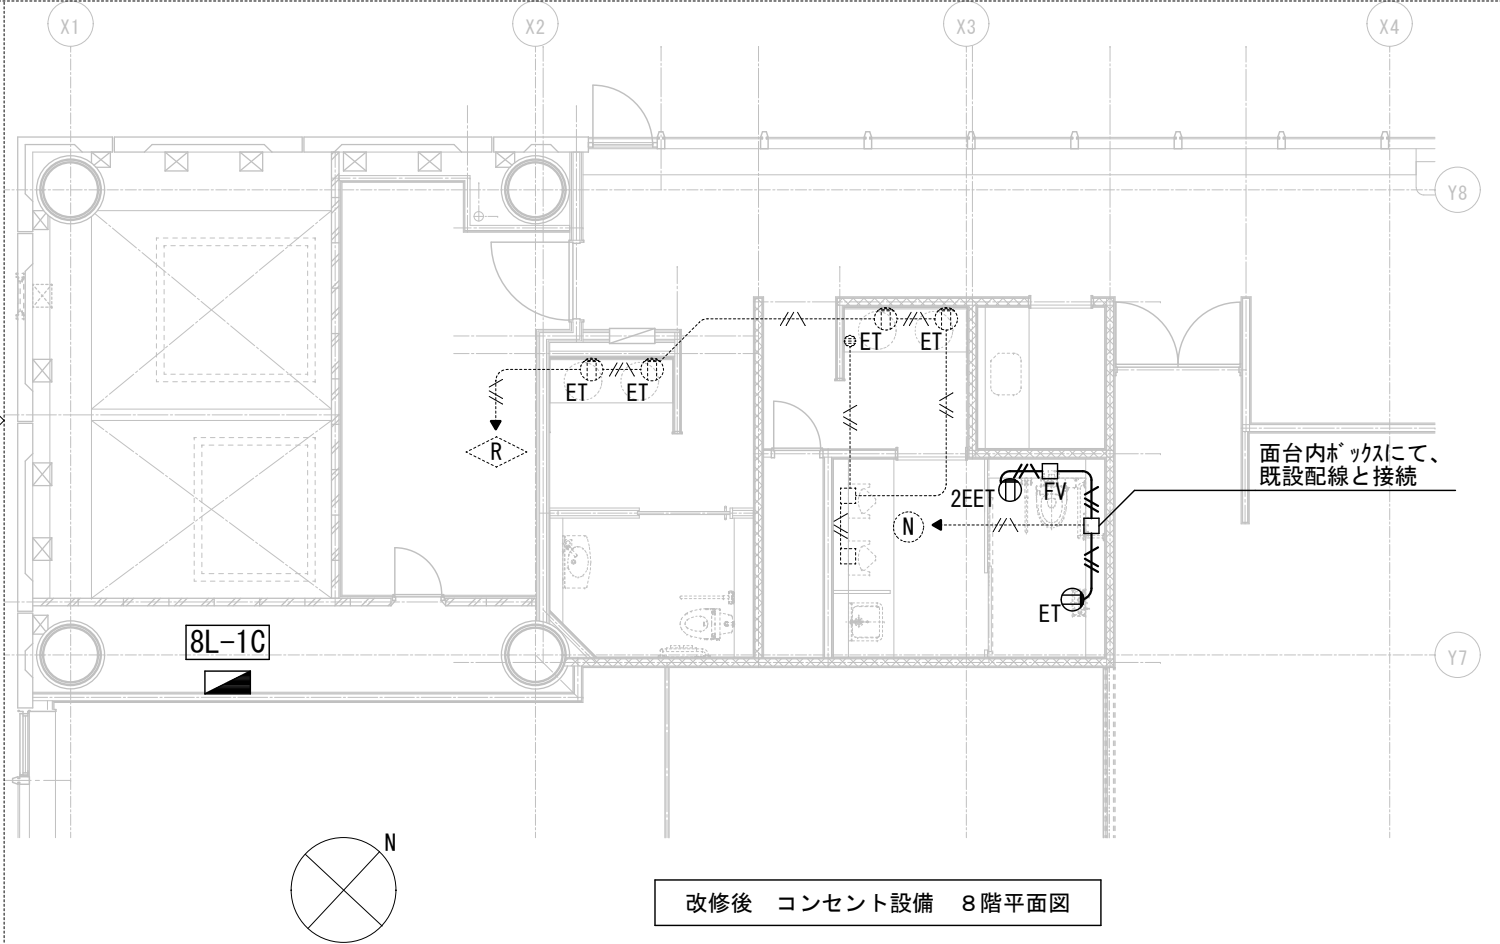 X1
X2
X3
X4
Y8
ET
ET
ET
ET
R
面台内ボックスにて、
既設配線と接続
2EET
FV
N
ET
8L-1C
Y7
N
改修後 コンセント設備 8階平面図